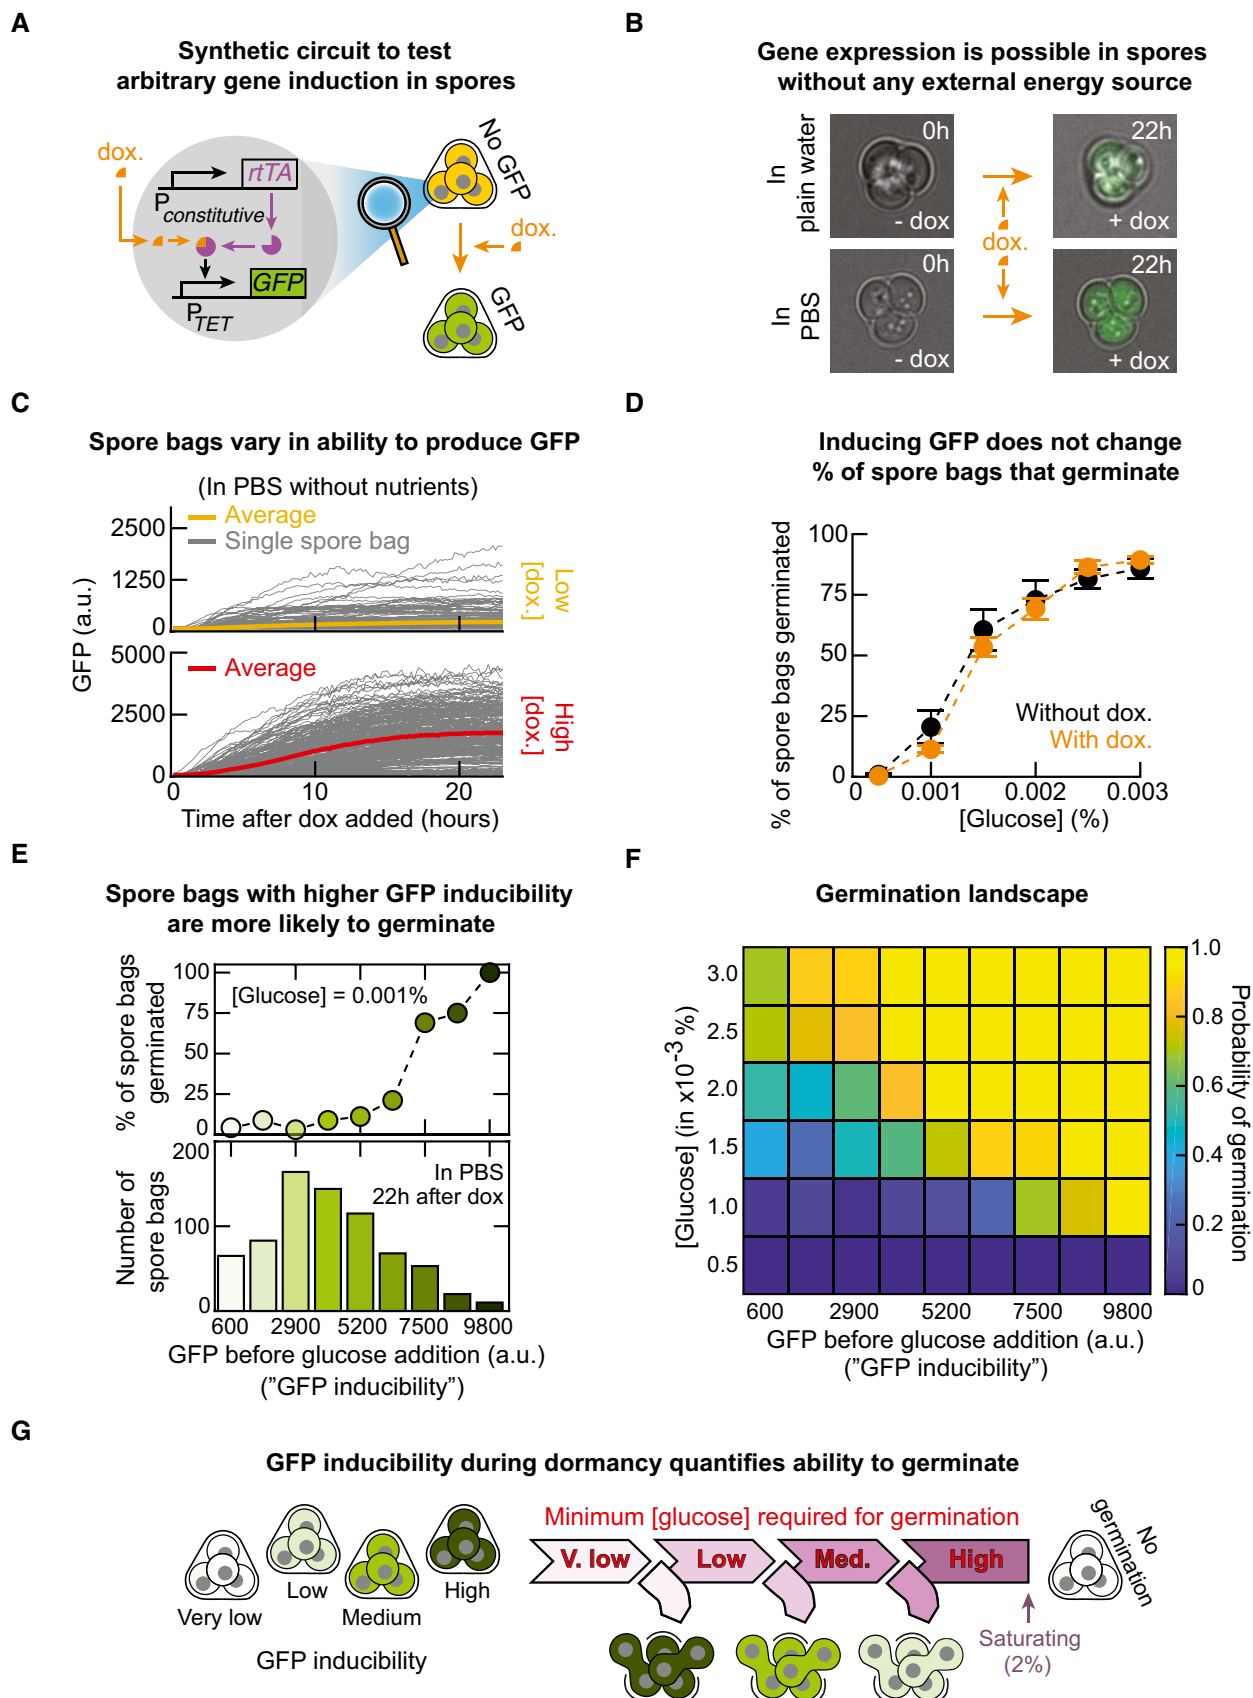 A
Synthetic circuit to test
arbitrary gene induction in spores
dox.
rtTA
P constitutive
GFP
P TET
No GFP
dox.
GFP
B
Gene expression is possible in spores
without any external energy source
In
plain water
0h
- dox
22h
+ dox
dox.
In
PBS
0h
- dox
22h
+ dox
C
Spore bags vary in ability to produce GFP
(In PBS without nutrients)
2500
1250
0
Average
Single spore bag
Low
[dox.]
5000
2500
0
Average
High
[dox.]
GFP (a.u.)
0
10
20
Time after dox added (hours)
D
Inducing GFP does not change
% of spore bags that germinate
% of spore bags germinated
100
75
50
25
0
Without dox.
With dox.
0
0.001
0.002
0.003
[Glucose] (%)
E
Spore bags with higher GFP inducibility
are more likely to germinate
% of spore bags
germinated
100
75
50
25
0
[Glucose] = 0.001%
Number of
spore bags
200
100
0
In PBS
22h after dox
600
2900
5200
7500
9800
GFP before glucose addition (a.u.)
("GFP inducibility")
F
Germination landscape
[Glucose] (in x10-3 %)
3.0
2.5
2.0
1.5
1.0
0.5
600
2900
5200
7500
9800
GFP before glucose addition (a.u.)
("GFP inducibility")
1.0
0.8
0.6
0.4
0.2
0
Probability of germination
G
GFP inducibility during dormancy quantifies ability to germinate
Very low
Low
Medium
High
GFP inducibility
Minimum [glucose] required for germination
V. low
Low
Med.
High
Saturating
(2%)
No
germination